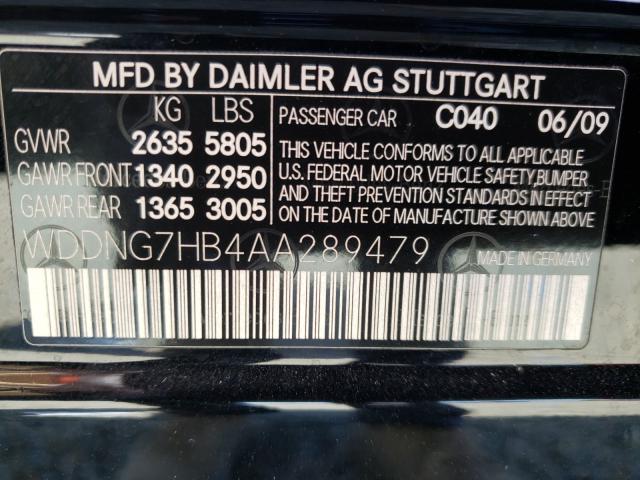 MFD BY DAIMLER AG STUTTGART
KG LBS
GVWR 2635 5805
GAWR FRONT 1340 2950
GAWR REAR 1365 3005
PASSENGER CAR C040 06/09
THIS VEHICLE CONFORMS TO ALL APPLICABLE
U.S. FEDERAL MOTOR VEHICLE SAFETY,BUMPER
AND THEFT PREVENTION STANDARDS IN EFFECT
ON THE DATE OF MANUFACTURE SHOWN ABOVE.
WDDNG7HB4AA289479
MADE IN GERMANY